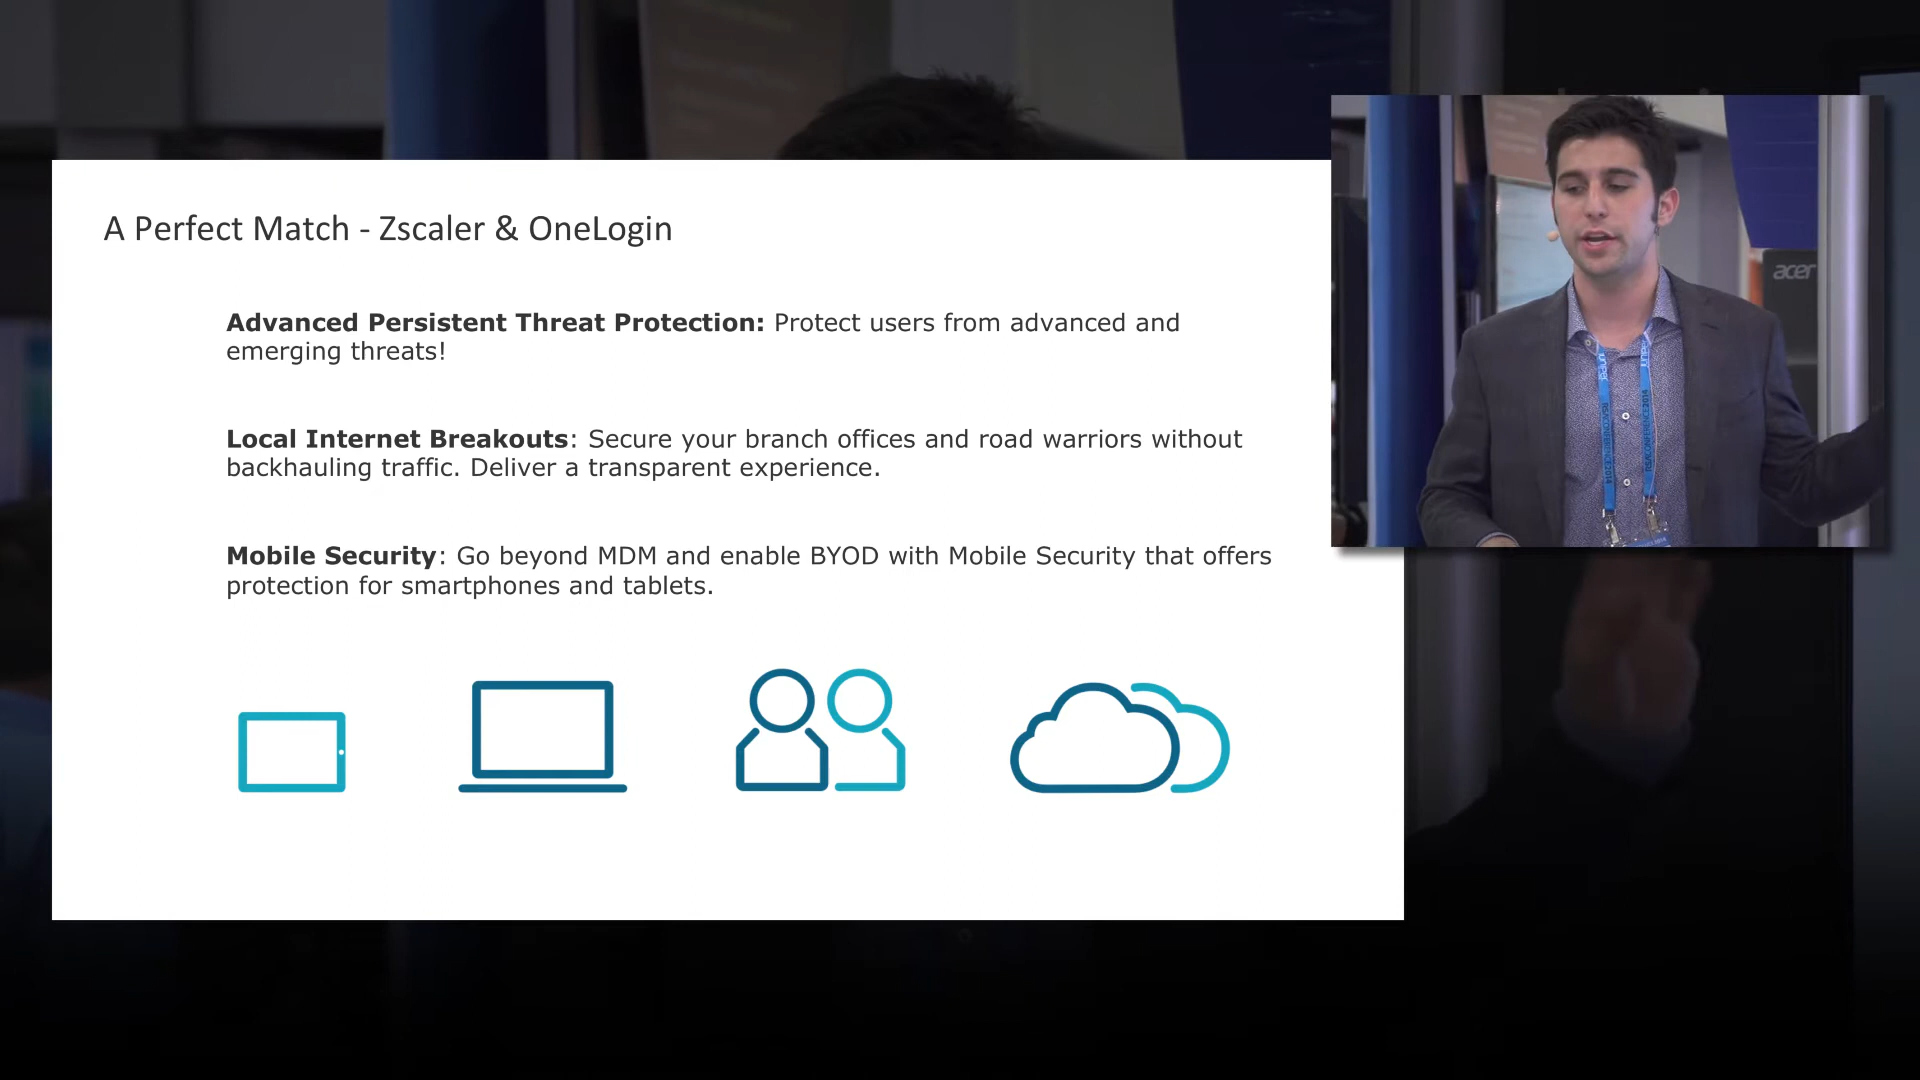 A Perfect Match - Zscaler & OneLogin
Advanced Persistent Threat Protection: Protect users from advanced and
emerging threats!
Local Internet Breakouts: Secure your branch offices and road warriors without
backhauling traffic. Deliver a transparent experience.
Mobile Security: Go beyond MDM and enable BYOD with Mobile Security that offers
protection for smartphones and tablets.
acer
RSACONFERENCE2014
RSACONFERENCE2014